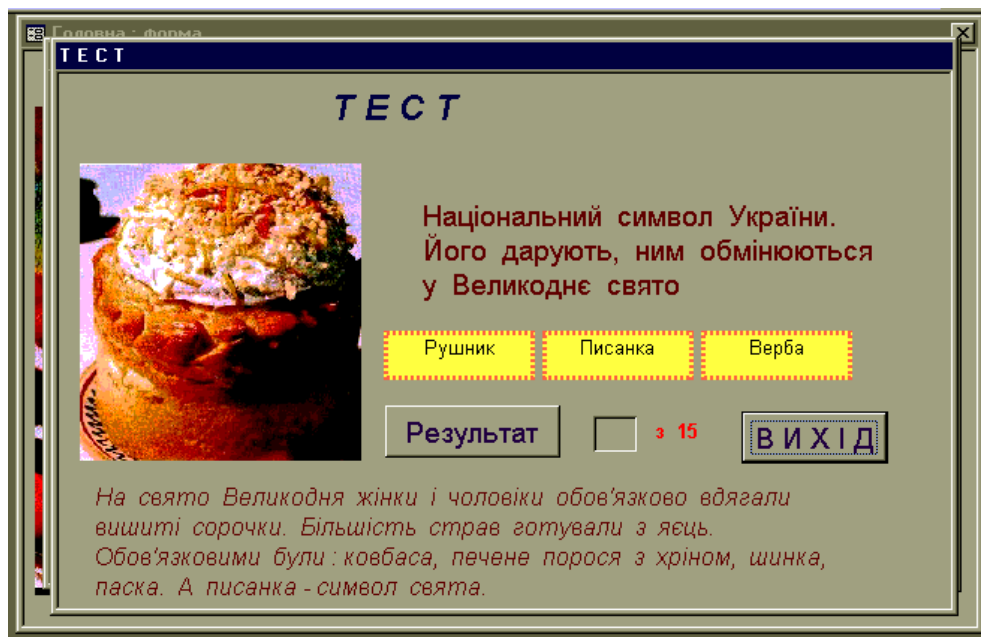 Головна : форма
ТЕСТ
ТЕСТ
Національний символ України.
Його дарують, ним обмінюються
у Великоднє свято
Рушник Писанка Верба
Результат з 15 ВИХІД
На свято Великодня жінки і чоловіки обов'язково вдягали
вишиті сорочки. Більшість страв готували з яєць.
Обов'язковими були : ковбаса, печене порося з хріном, шинка,
паска. А писанка - символ свята.